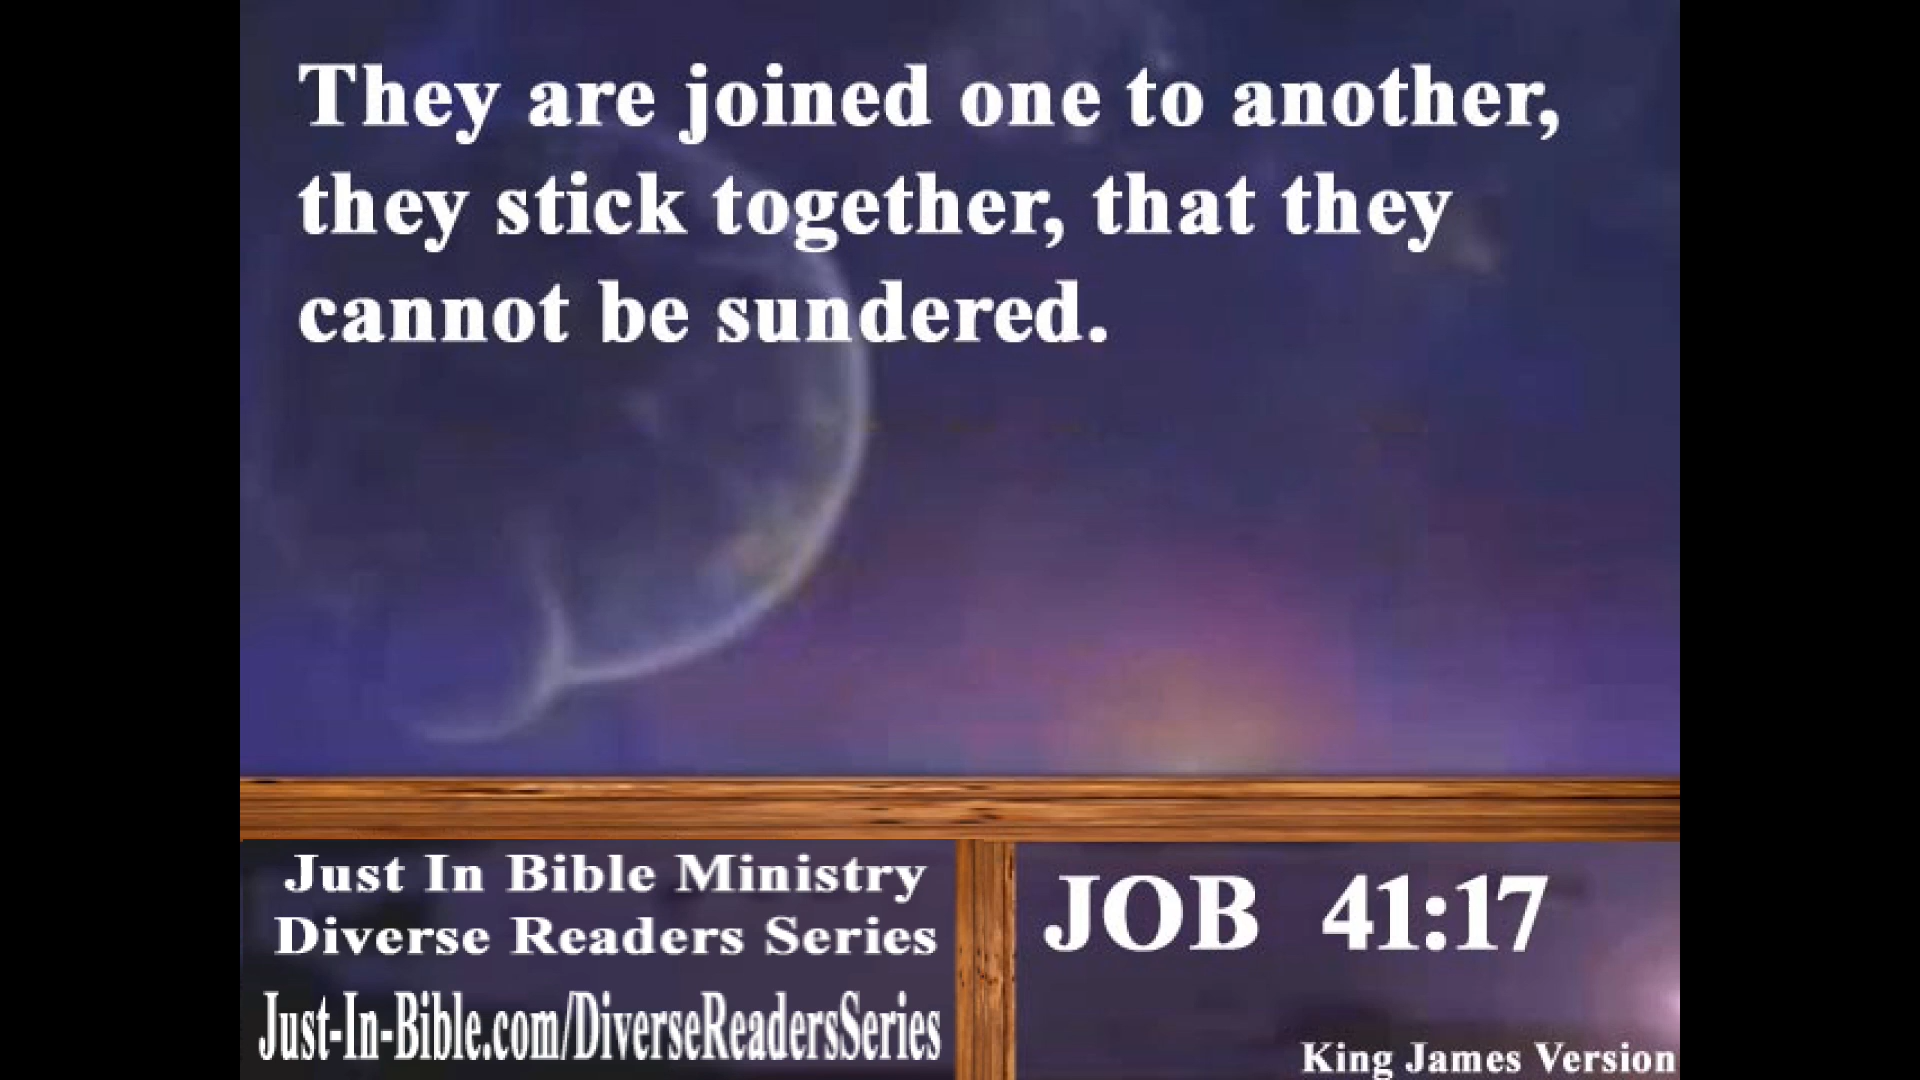 They are joined one to another,
they stick together, that they
cannot be sundered.
Just In Bible Ministry
Diverse Readers Series
Just-In-Bible.com/DiverseReadersSeries
JOB 41:17
King James Version